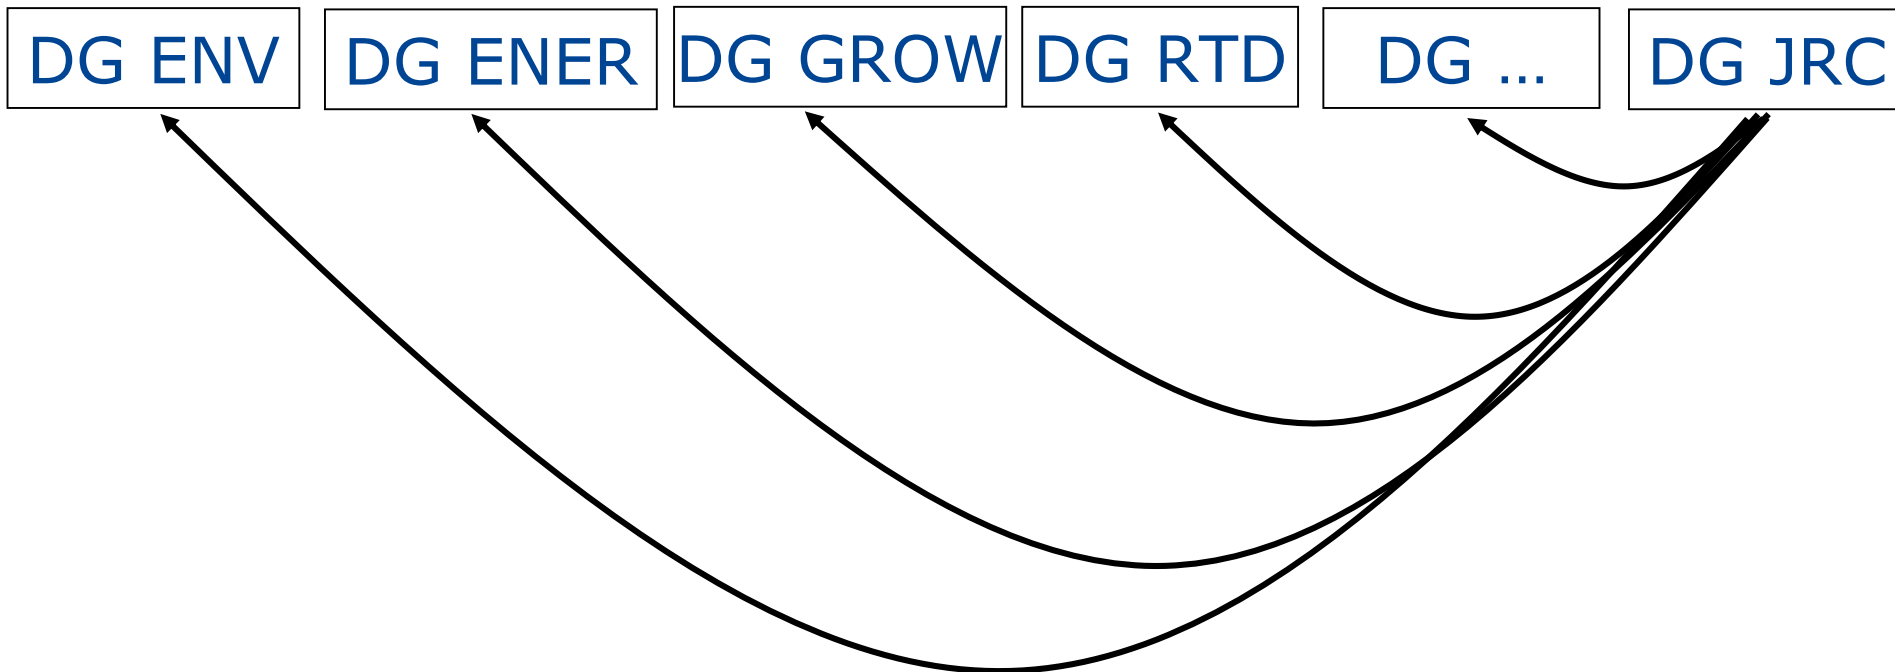 DG ENV
DG ENER
DG GROW
DG RTD
DG ...
DG JRC